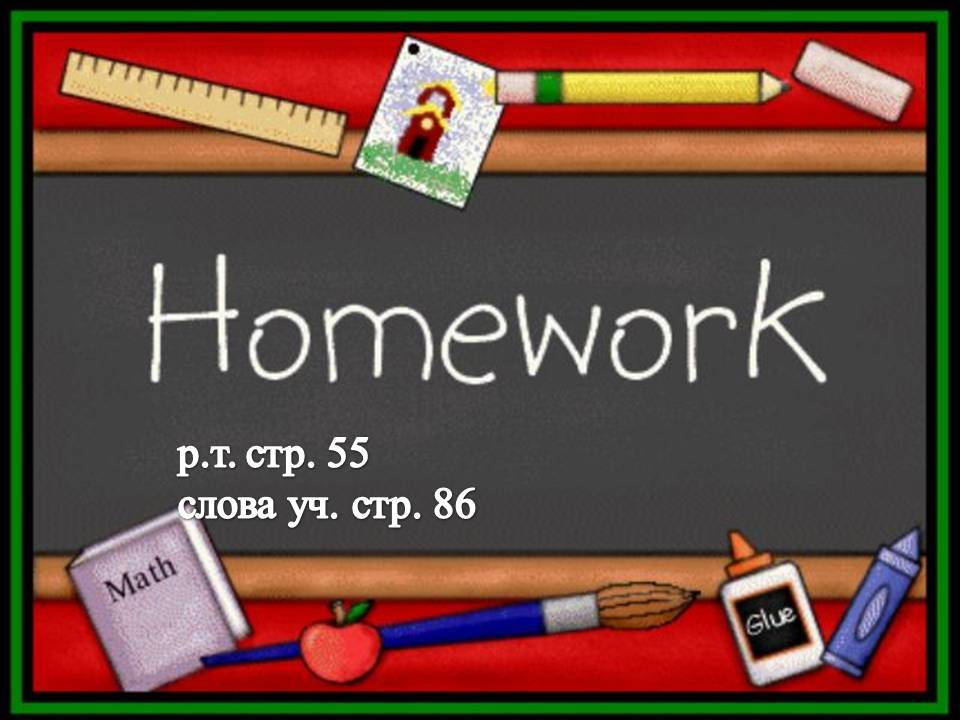 Homework
р.т. стр. 55
слова уч. стр. 86
Math
Glue